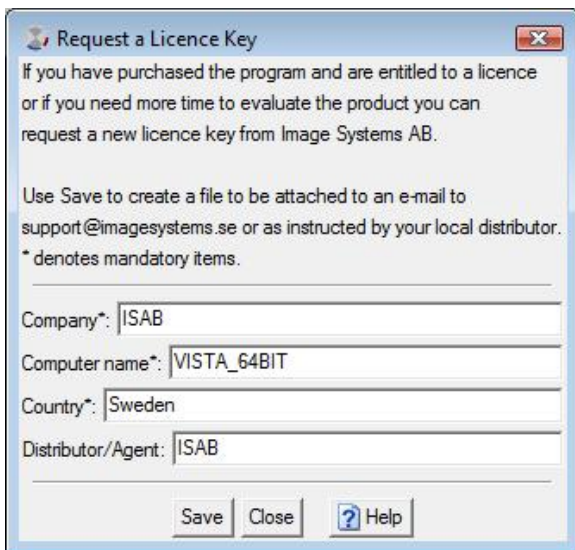 Request a Licence Key
If you have purchased the program and are entitled to a licence
or if you need more time to evaluate the product you can
request a new licence key from Image Systems AB.
Use Save to create a file to be attached to an e-mail to
support@imagesystems.se or as instructed by your local distributor.
* denotes mandatory items.
Company*: ISAB
Computer name*: VISTA_64BIT
Country*: Sweden
Distributor/Agent: ISAB
Save Close ? Help